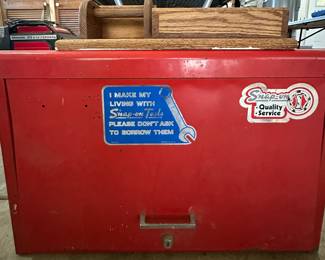 I MAKE MY
LIVING WITH
Snap-on Tools
PLEASE DON'T ASK
TO BORROW THEM
Snap-on
Quality
Service